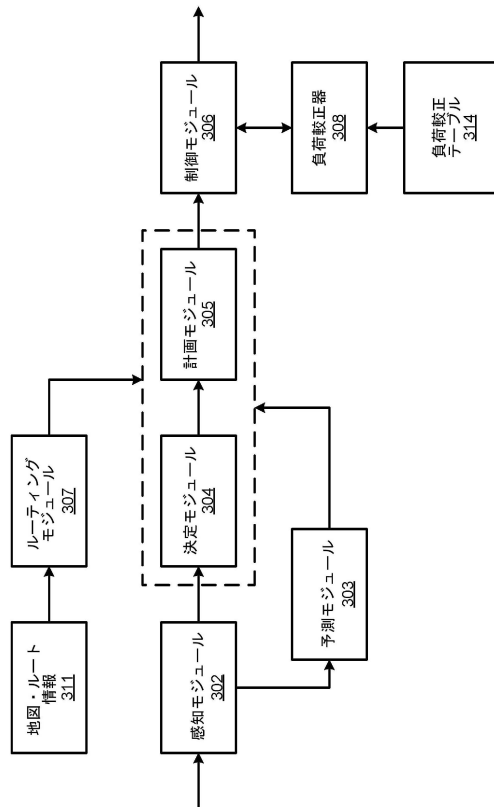 地図・ルート
情報
311
ルーティング
モジュール
307
感知モジュール
302
決定モジュール
304
計画モジュール
305
制御モジュール
306
予測モジュール
303
負荷較正器
308
負荷較正
テーブル
314